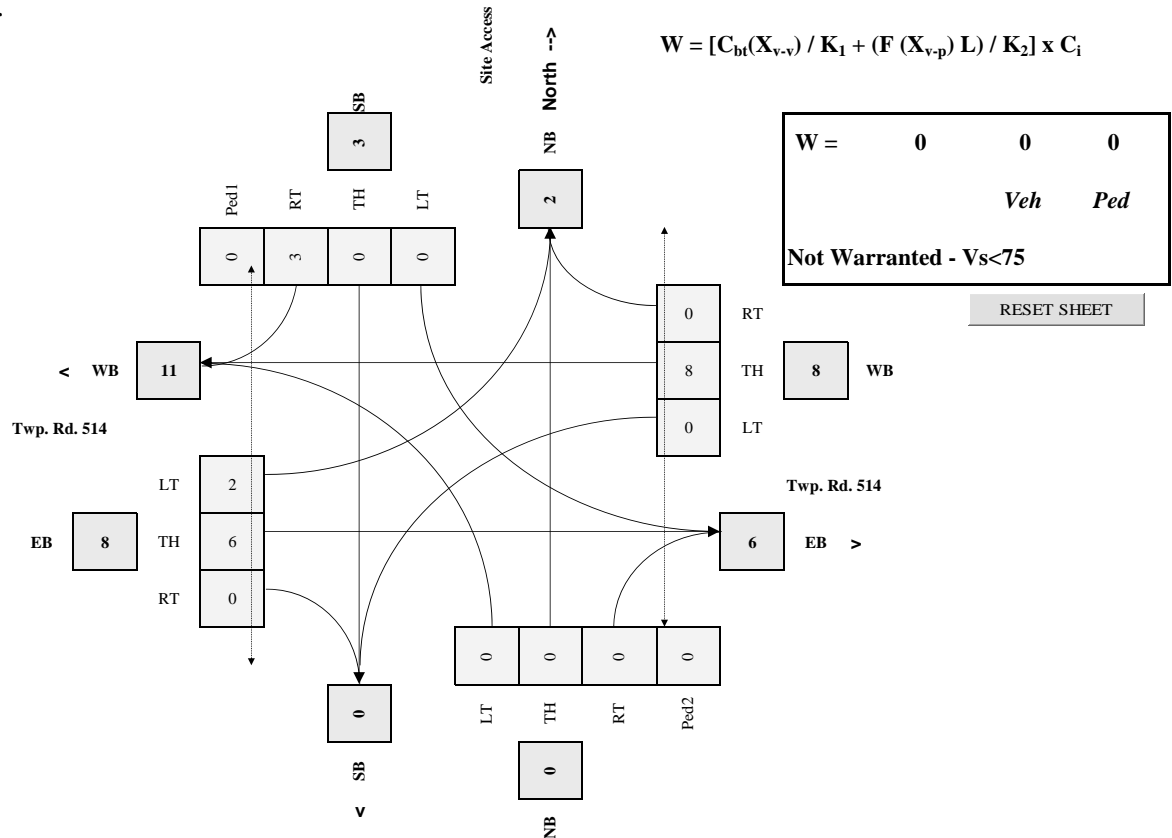 W = [Cbt(Xv-v) / K1 + (F (Xv-p) L) / K2] x Ci
Site Access
North -->
SB
3
NB
2
W = 0 0 0
Veh Ped
Not Warranted - Vs<75
RESET SHEET
Ped1 RT TH LT
0 3 0 0
0 RT
8 TH 8 WB
0 LT
< WB 11
Twp. Rd. 514
LT 2
EB 8 TH 6
RT 0
Twp. Rd. 514
6 EB >
0 0 0 0
LT TH RT Ped2
0
SB
v
0
NB